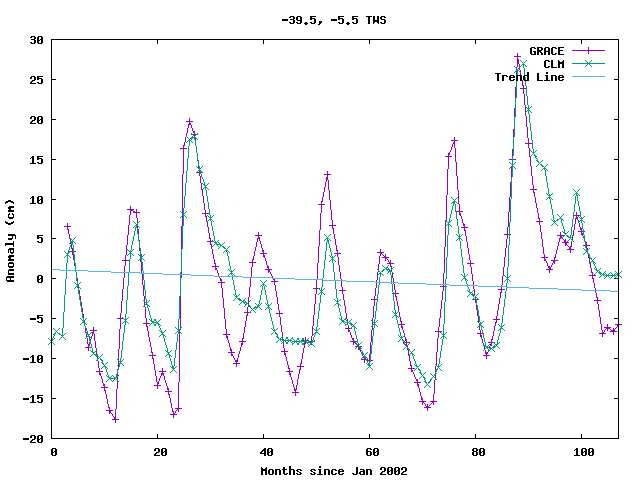 -39.5, -5.5 TWS
30
25
20
15
10
5
0
-5
-10
-15
-20
Anomaly (cm)
GRACE
CLM
Trend Line
0 20 40 60 80 100
Months since Jan 2002